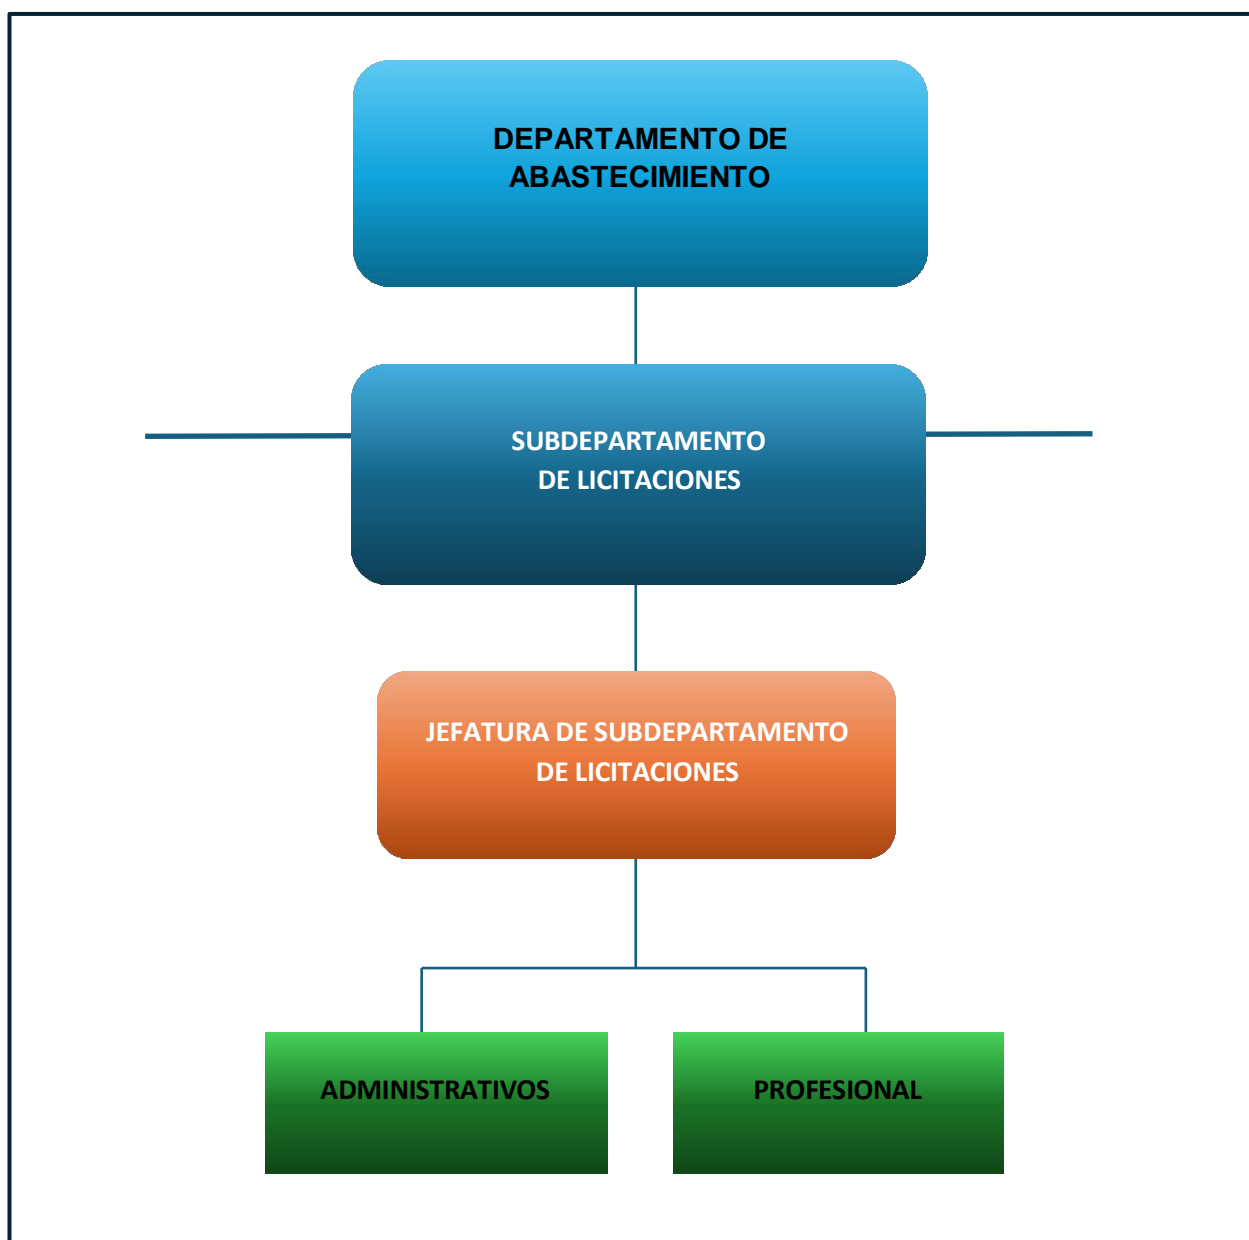 DEPARTAMENTO DE
ABASTECIMIENTO
SUBDEPARTAMENTO
DE LICITACIONES
JEFATURA DE SUBDEPARTAMENTO
DE LICITACIONES
ADMINISTRATIVOS
PROFESIONAL